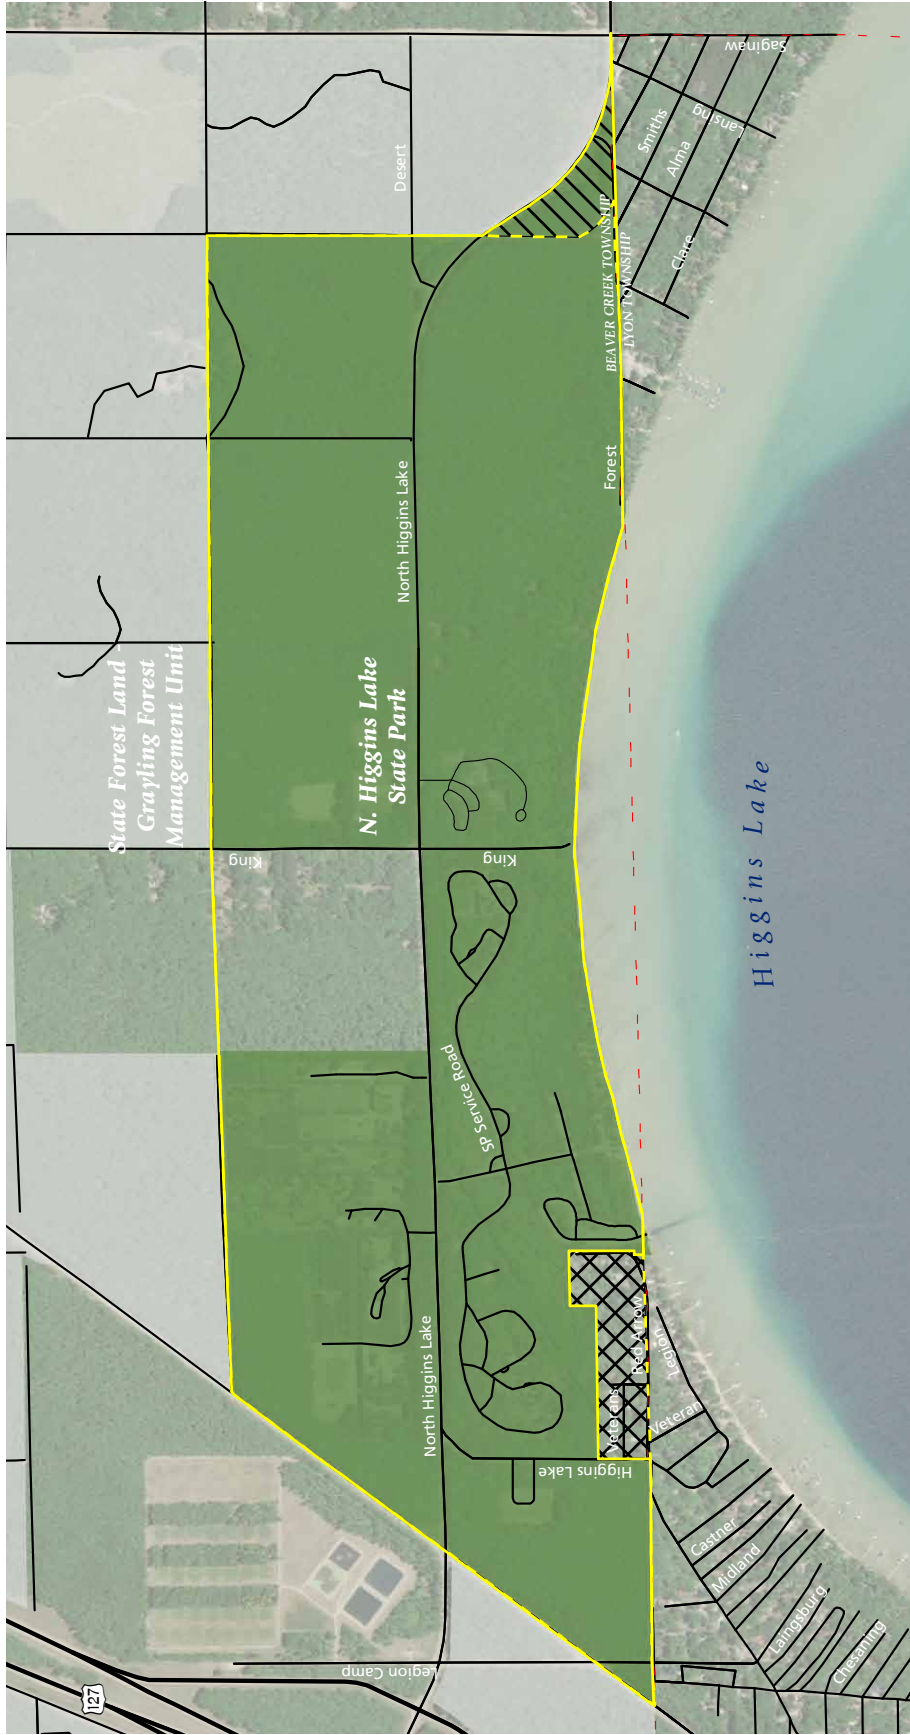 Saginaw
Lansing
Smiths
Alma
Clare
Desert
BEAVER CREEK TOWNSHIP
LYON TOWNSHIP
Forest
North Higgins Lake
State Forest Land -
Grayling Forest
Management Unit
N. Higgins Lake
State Park
King
King
Higgins Lake
SP Service Road
North Higgins Lake
Red Arrow
Legion
Veterans
Veteran
Higgins Lake
Castner
Midland
Laingsburg
Chesaning
Legion Camp
127